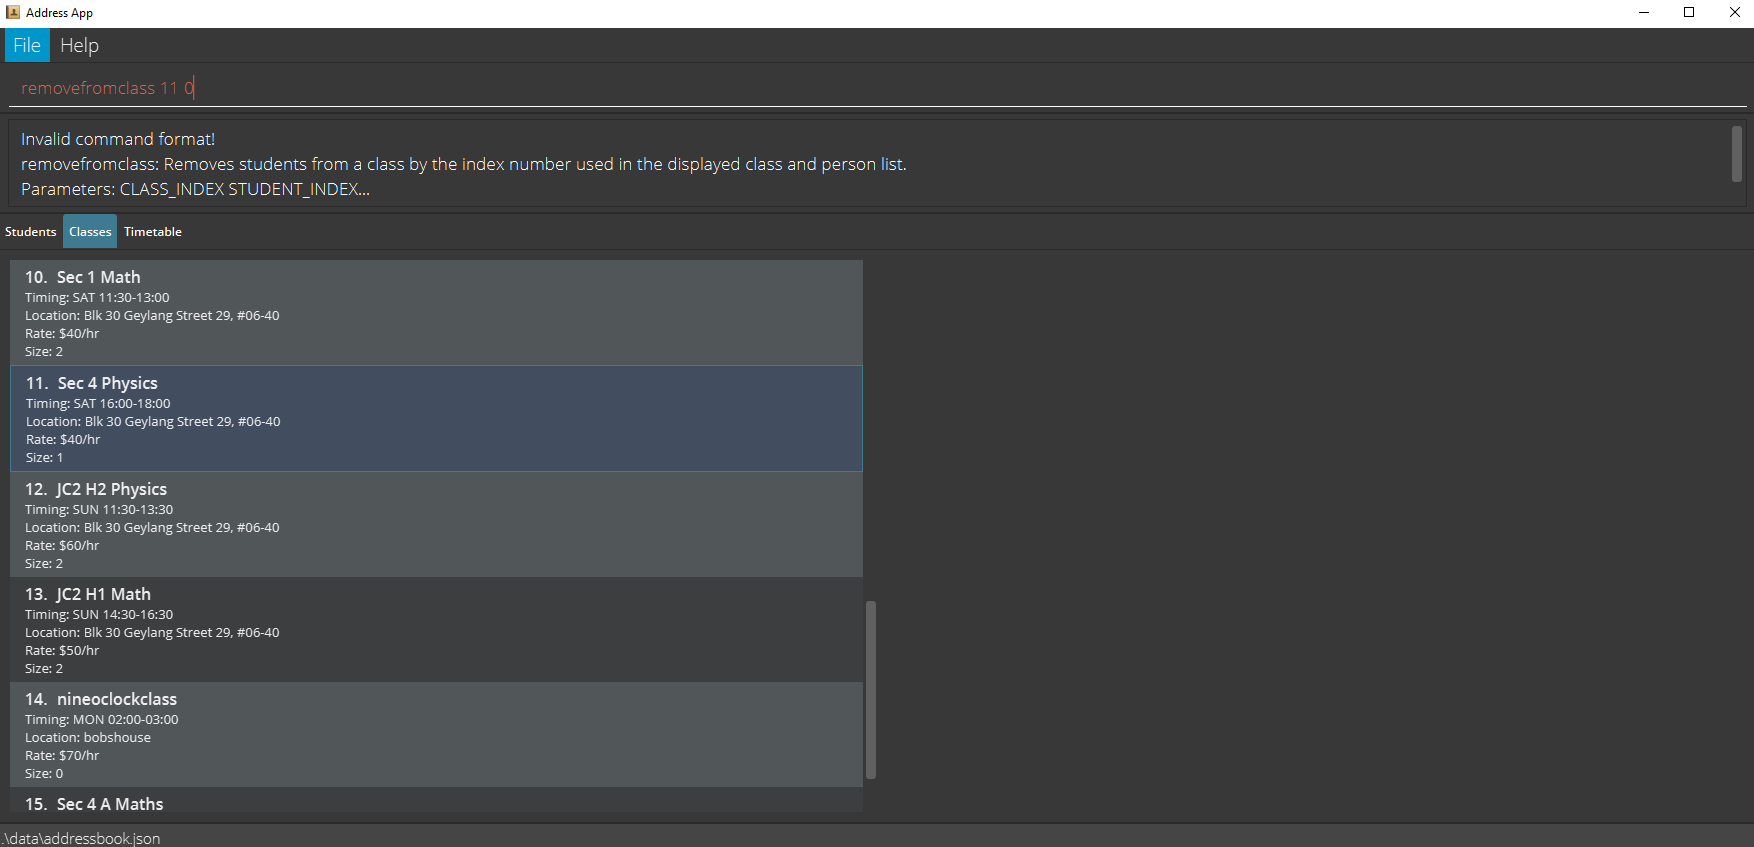 Address App
File Help
removefromclass 11 0
Invalid command format!
removefromclass: Removes students from a class by the index number used in the displayed class and person list.
Parameters: CLASS_INDEX STUDENT_INDEX...
Students Classes Timetable
10. Sec 1 Math
Timing: SAT 11:30-13:00
Location: Blk 30 Geylang Street 29, #06-40
Rate: $40/hr
Size: 2
11. Sec 4 Physics
Timing: SAT 16:00-18:00
Location: Blk 30 Geylang Street 29, #06-40
Rate: $40/hr
Size: 1
12. JC2 H2 Physics
Timing: SUN 11:30-13:30
Location: Blk 30 Geylang Street 29, #06-40
Rate: $60/hr
Size: 2
13. JC2 H1 Math
Timing: SUN 14:30-16:30
Location: Blk 30 Geylang Street 29, #06-40
Rate: $50/hr
Size: 2
14. nineoclockclass
Timing: MON 02:00-03:00
Location: bobshouse
Rate: $70/hr
Size: 0
15. Sec 4 A Maths
.\data\addressbook.json